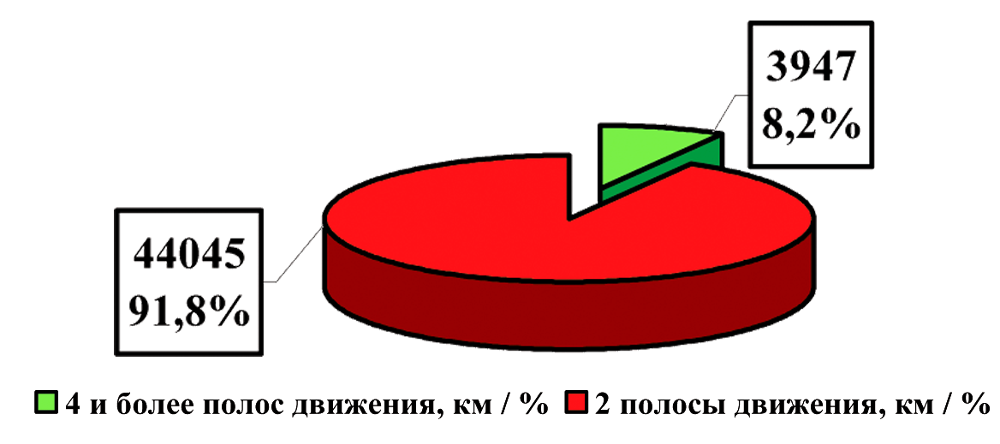 3947
8,2%
44045
91,8%
4 и более полос движения, км / %
2 полосы движения, км / %